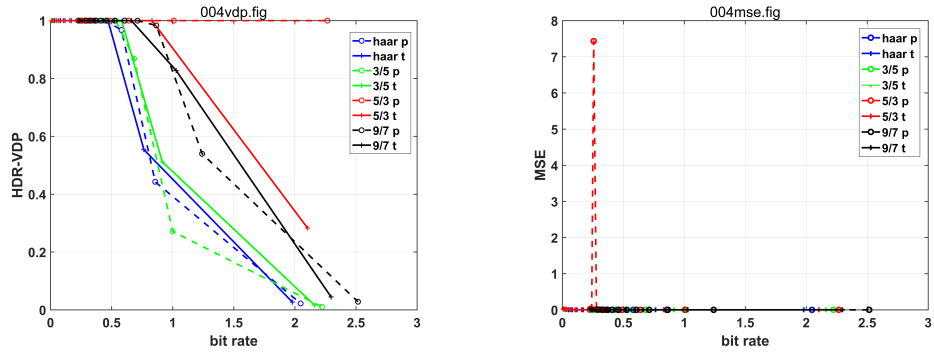 004vdp.fig
HDR-VDP
1
0.8
0.6
0.4
0.2
0
0 0.5 1 1.5 2 2.5 3
bit rate
haar p
haar t
3/5 p
3/5 t
5/3 p
5/3 t
9/7 p
9/7 t
004mse.fig
MSE
8
7
6
5
4
3
2
1
0
0 0.5 1 1.5 2 2.5 3
bit rate
haar p
haar t
3/5 p
3/5 t
5/3 p
5/3 t
9/7 p
9/7 t